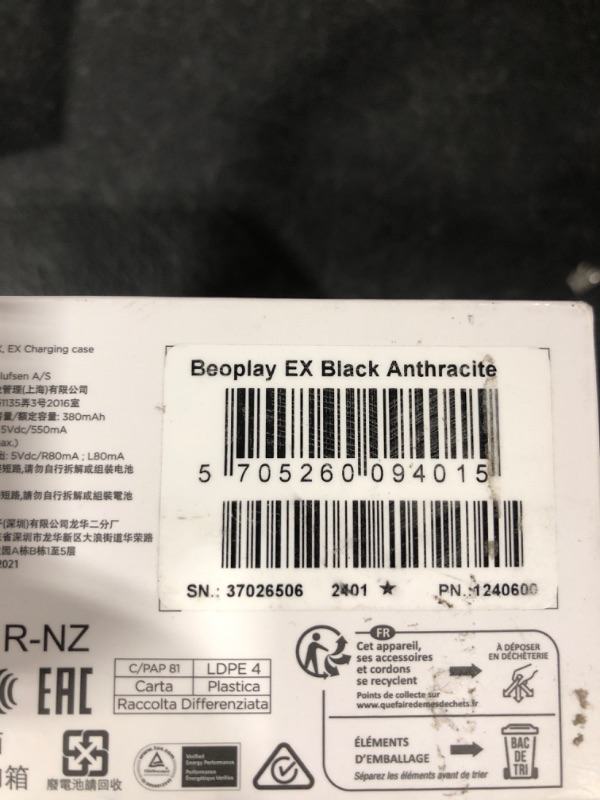 , EX Charging case
lufsen A/S
管理(上海)有限公司
1135弄3号2016室
量/额定容量: 380mAh
5Vdc/550mA
ax.)
出: 5Vdc/R80mA ; L80mA
短路,请勿自行拆解或组装电池
短路,請勿自行拆解或組裝電池
(深圳)有限公司龙华二分厂
省深圳市龙华新区大浪街道华荣路
园A栋B栋1至5层
2021
Beoplay EX Black Anthracite
5 705260 094015
SN.: 37026506 2401 ★ PN.:1240600
R-NZ
EAC
C/PAP 81 LDPE 4
Carta Plastica
Raccolta Differenziata
箱
廢電池請回收
Verified
Energy Performance
Performance
Énergétique Vérifiée
FR
Cet appareil,
ses accessoires
et cordons
se recyclent
Points de collecte sur
www.quefairedemesdechets.fr
À DÉPOSER
EN DÉCHÈTERIE
ÉLÉMENTS
D'EMBALLAGE
Séparez les éléments avant de trier
BAC
DE
TRI